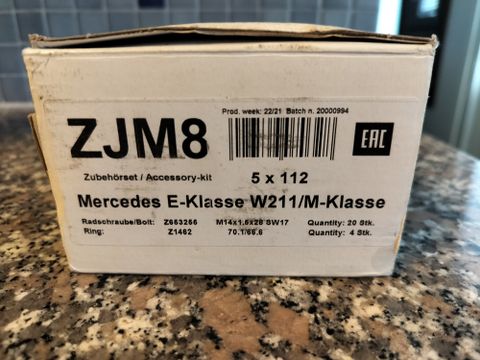 Prod. week: 22/21 Batch n. 20000994
ZJM8
EAC
Zubehörset / Accessory-kit 5 x 112
Mercedes E-Klasse W211/M-Klasse
Radschraube/Bolt: Z653256 M14x1,5x28 SW17 Quantity: 20 Stk.
Ring: Z1462 70.1/66.6 Quantity: 4 Stk.